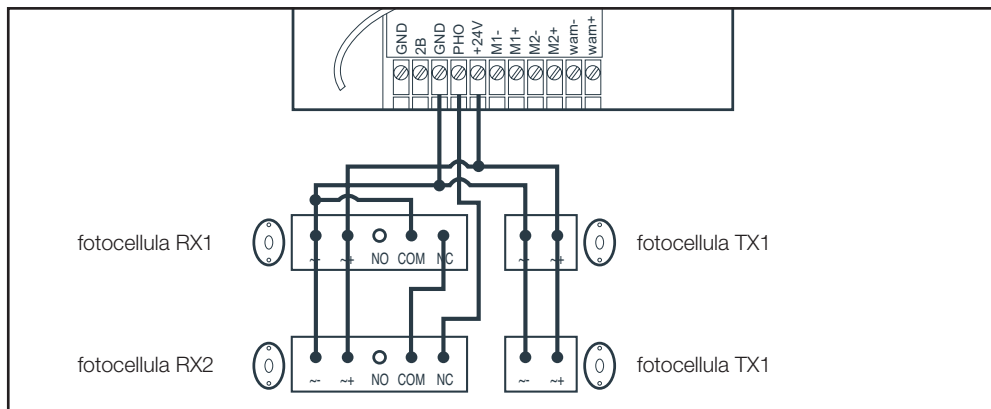 GND
2B
GND
PHO
+24V
M1-
M1+
M2-
M2+
wam-
wam+
fotocellula RX1
~- ~+ NO COM NC
~- ~+
fotocellula TX1
fotocellula RX2
~- ~+ NO COM NC
~- ~+
fotocellula TX1